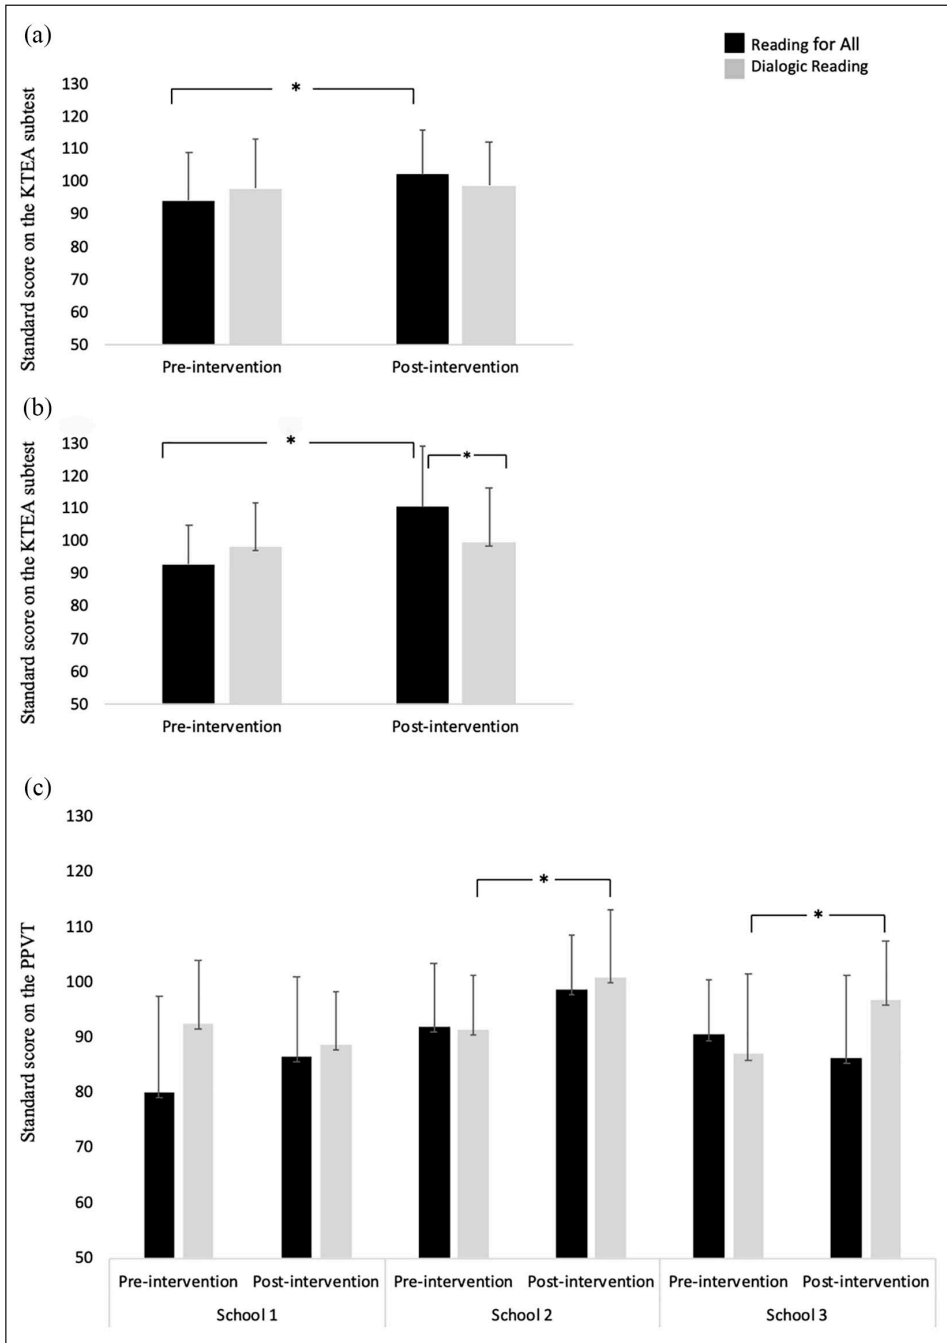 (a)
Reading for All
Dialogic Reading
Standard score on the KTEA subtest
130
120
110
100
90
80
70
60
50
*
Pre-intervention Post-intervention
(b)
Standard score on the KTEA subtest
130
120
110
100
90
80
70
60
50
*
*
Pre-intervention Post-intervention
(c)
Standard score on the PPVT
130
120
110
100
90
80
70
60
50
*
*
Pre-intervention Post-intervention Pre-intervention Post-intervention Pre-intervention Post-intervention
School 1 School 2 School 3